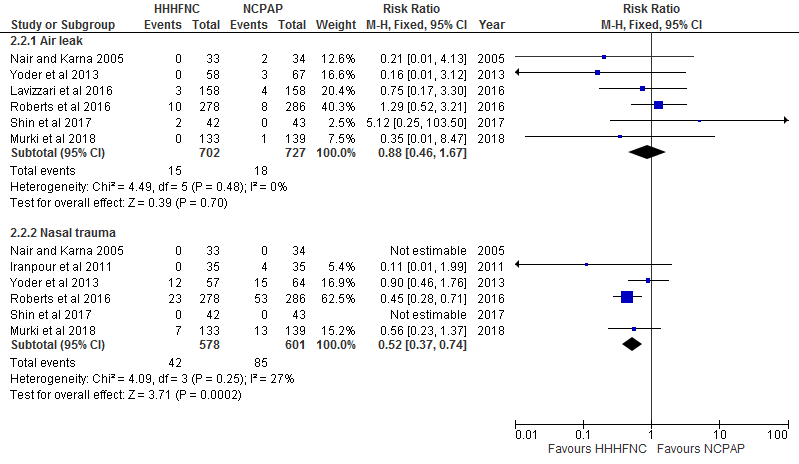 HHHFNC NCPAP Risk Ratio Risk Ratio
Study or Subgroup Events Total Events Total Weight M-H, Fixed, 95% CI Year M-H, Fixed, 95% CI
2.2.1 Air leak
Nair and Karna 2005 0 33 2 34 12.6% 0.21 [0.01, 4.13] 2005
Yoder et al 2013 0 58 3 67 16.6% 0.16 [0.01, 3.12] 2013
Lavizzari et al 2016 3 158 4 158 20.4% 0.75 [0.17, 3.30] 2016
Roberts et al 2016 10 278 8 286 40.3% 1.29 [0.52, 3.21] 2016
Shin et al 2017 2 42 0 43 2.5% 5.12 [0.25, 103.50] 2017
Murki et al 2018 0 133 1 139 7.5% 0.35 [0.01, 8.47] 2018
Subtotal (95% CI) 702 727 100.0% 0.88 [0.46, 1.67]
Total events 15 18
Heterogeneity: Chi² = 4.49, df = 5 (P = 0.48); I² = 0%
Test for overall effect: Z = 0.39 (P = 0.70)
2.2.2 Nasal trauma
Nair and Karna 2005 0 33 0 34 Not estimable 2005
Iranpour et al 2011 0 35 4 35 5.4% 0.11 [0.01, 1.99] 2011
Yoder et al 2013 12 57 15 64 16.9% 0.90 [0.46, 1.76] 2013
Roberts et al 2016 23 278 53 286 62.5% 0.45 [0.28, 0.71] 2016
Shin et al 2017 0 42 0 43 Not estimable 2017
Murki et al 2018 7 133 13 139 15.2% 0.56 [0.23, 1.37] 2018
Subtotal (95% CI) 578 601 100.0% 0.52 [0.37, 0.74]
Total events 42 85
Heterogeneity: Chi² = 4.09, df = 3 (P = 0.25); I² = 27%
Test for overall effect: Z = 3.71 (P = 0.0002)
0.01 0.1 1 10 100
Favours HHHFNC Favours NCPAP